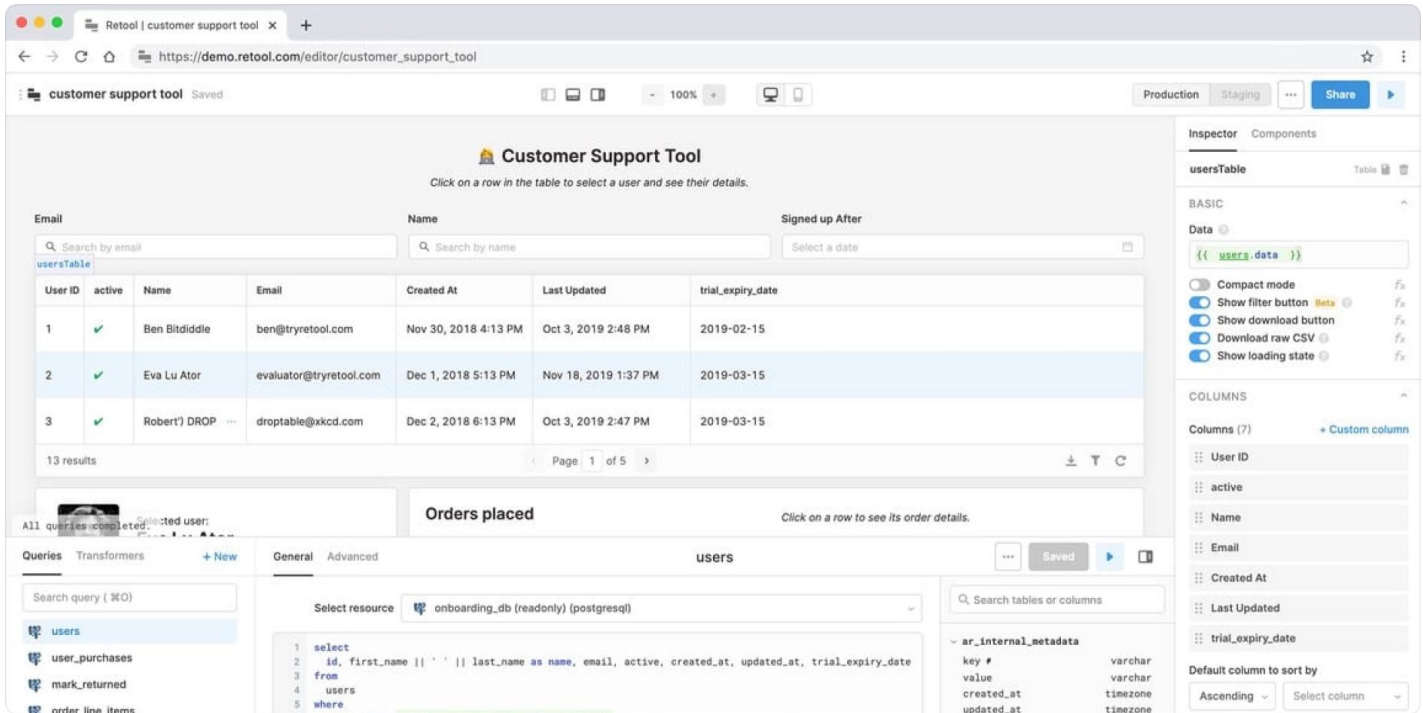 Retool | customer support tool
https://demo.retool.com/editor/customer_support_tool
customer support tool Saved
- 100% +
Production Staging ... Share
Customer Support Tool
Click on a row in the table to select a user and see their details.
Email Name Signed up After
Search by email Search by name Select a date
usersTable
User ID active Name Email Created At Last Updated trial_expiry_date
1 Ben Bitdiddle ben@tryretool.com Nov 30, 2018 4:13 PM Oct 3, 2019 2:48 PM 2019-02-15
2 Eva Lu Ator evaluator@tryretool.com Dec 1, 2018 5:13 PM Nov 18, 2019 1:37 PM 2019-03-15
3 Robert') DROP ... droptable@xkcd.com Dec 2, 2018 6:13 PM Oct 3, 2019 2:47 PM 2019-03-15
13 results Page 1 of 5
Selected user:
Orders placed Click on a row to see its order details.
All queries completed.
Queries Transformers + New
Search query ( ⌘O)
users
user_purchases
mark_returned
order_line_items
General Advanced users ... Saved
Select resource onboarding_db (readonly) (postgresql)
1 select
2 id, first_name || ' ' || last_name as name, email, active, created_at, updated_at, trial_expiry_date
3 from
4 users
5 where
Search tables or columns
ar_internal_metadata
key # varchar
value varchar
created_at timezone
updated_at timezone
Inspector Components
usersTable Table
BASIC
Data
{{ users.data }}
Compact mode fx
Show filter button Beta fx
Show download button fx
Download raw CSV fx
Show loading state fx
COLUMNS
Columns (7) + Custom column
User ID
active
Name
Email
Created At
Last Updated
trial_expiry_date
Default column to sort by
Ascending Select column